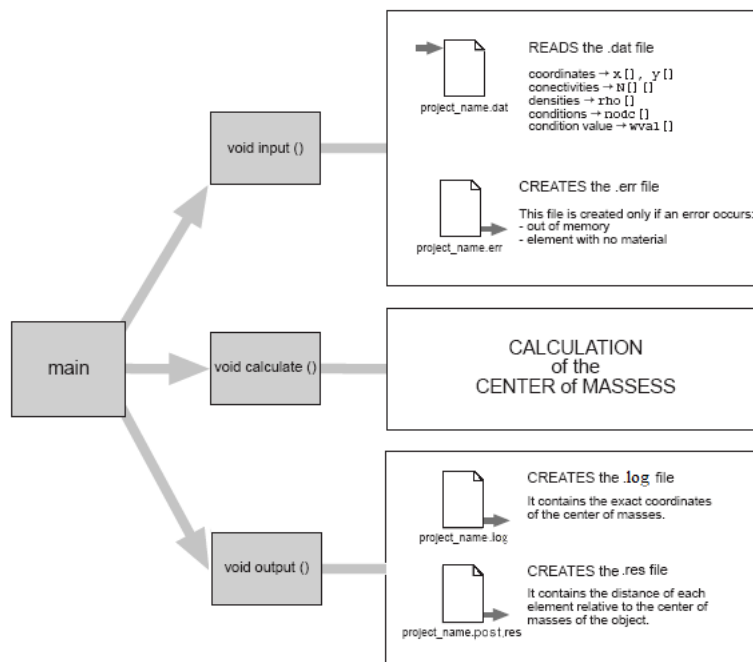 main
void input ()
READS the .dat file
coordinates → x[], y[]
conectivities → N[][]
densities → rho[]
conditions → nodc[]
condition value → wval[]
project_name.dat
CREATES the .err file
This file is created only if an error occurs:
- out of memory
- element with no material
project_name.err
void calculate ()
CALCULATION
of the
CENTER of MASSESS
void output ()
CREATES the .log file
It contains the exact coordinates
of the center of masses.
project_name.log
CREATES the .res file
It contains the distance of each
element relative to the center of
masses of the object.
project_name.post.res